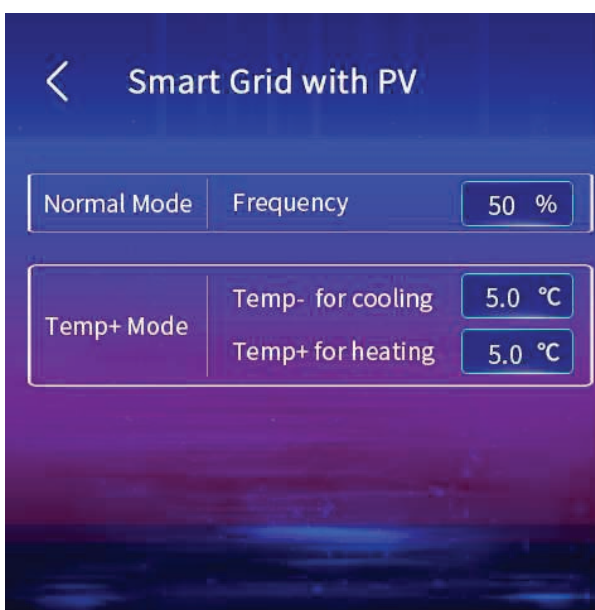 Smart Grid with PV
Normal Mode Frequency 50 %
Temp- for cooling 5.0 ℃
Temp+ Mode
Temp+ for heating 5.0 ℃